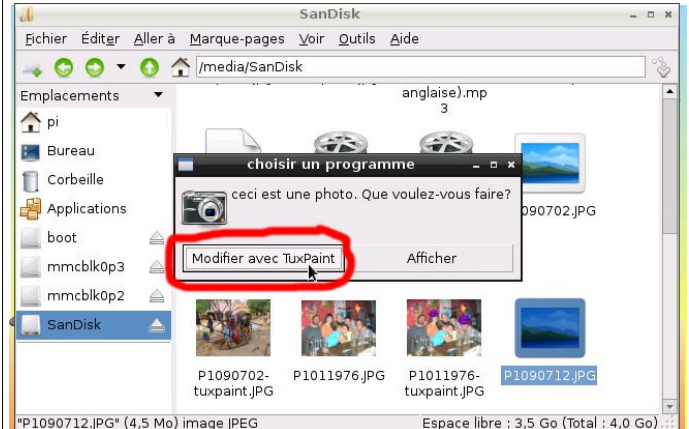 SanDisk
Fichier Éditer Aller à Marque-pages Voir Outils Aide
/media/SanDisk
Emplacements
pi
Bureau
Corbeille
Applications
boot
mmcblk0p3
mmcblk0p2
SanDisk
anglaise).mp
3
choisir un programme
ceci est une photo. Que voulez-vous faire?
Modifier avec TuxPaint Afficher
090702.JPG
P1090702-
tuxpaint.JPG
P1011976.JPG
P1011976-
tuxpaint.JPG
P1090712.JPG
"P1090712.JPG" (4,5 Mo) image JPEG Espace libre : 3,5 Go (Total : 4,0 Go)